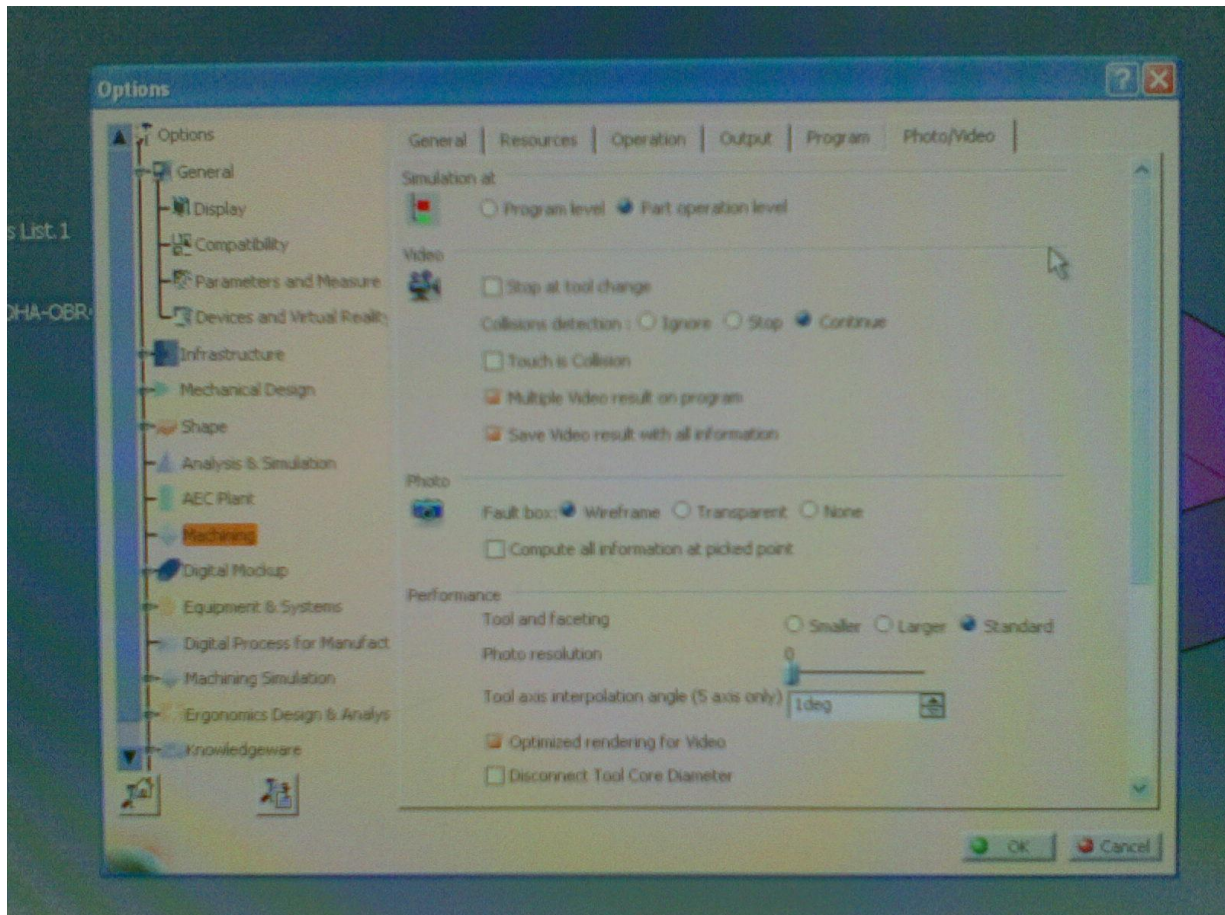 Options
Options
General
Display
Compatibility
Parameters and Measure
Devices and Virtual Reality
Infrastructure
Mechanical Design
Shape
Analysis & Simulation
AEC Plant
Machining
Digital Mockup
Equipment & Systems
Digital Process for Manufact
Machining Simulation
Ergonomics Design & Analys
Knowledgeware
s List.1
OHA-OBR
General Resources Operation Output Program Photo/Video
Simulation at
Program level Part operation level
Video
Stop at tool change
Collisions detection : Ignore Stop Continue
Touch is Collision
Multiple Video result on program
Save Video result with all information
Photo
Fault box: Wireframe Transparent None
Compute all information at picked point
Performance
Tool and faceting Smaller Larger Standard
Photo resolution 0
Tool axis interpolation angle (5 axis only) 1deg
Optimized rendering for Video
Disconnect Tool Core Diameter
OK Cancel